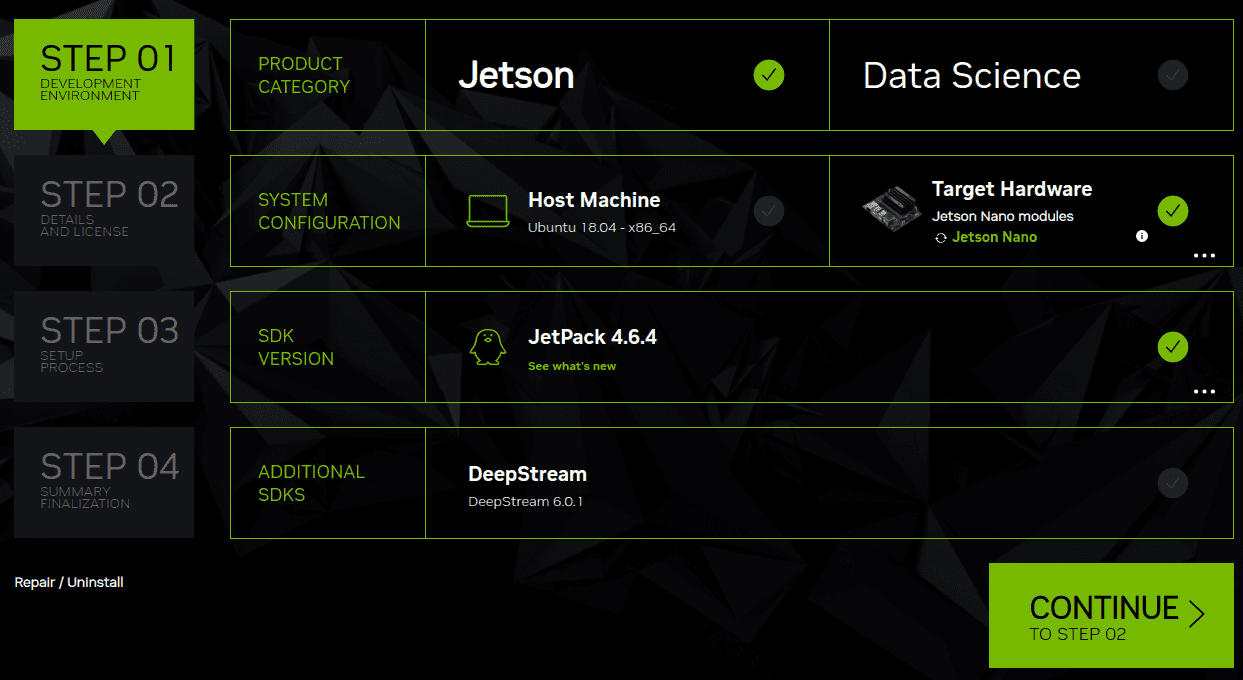 STEP 01
DEVELOPMENT
ENVIRONMENT
PRODUCT
CATEGORY
Jetson
Data Science
STEP 02
DETAILS
AND LICENSE
SYSTEM
CONFIGURATION
Host Machine
Ubuntu 18.04 - x86_64
Target Hardware
Jetson Nano modules
Jetson Nano
STEP 03
SETUP
PROCESS
SDK
VERSION
JetPack 4.6.4
See what's new
STEP 04
SUMMARY
FINALIZATION
ADDITIONAL
SDKS
DeepStream
DeepStream 6.0.1
Repair / Uninstall
CONTINUE
TO STEP 02